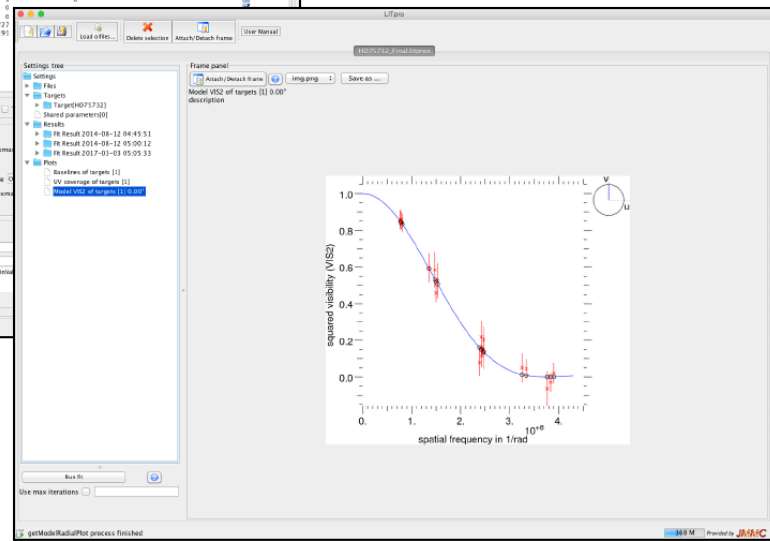 LITpro
Load oifiles...
Delete selection
Attach/Detach frame
User Manual
HD75732_Final.litprox
Settings tree
Settings
Files
Targets
Target[HD75732]
Shared parameters[0]
Results
Fit Result 2014-08-12 04:45:51
Fit Result 2014-08-12 05:00:12
Fit Result 2017-03-03 05:05:33
Plots
Baselines of targets [1]
UV coverage of targets [1]
Model VIS2 of targets [1] 0.00°
Run fit
Use max iterations
Frame panel
Attach/Detach frame
img.png
Save as ...
Model VIS2 of targets [1] 0.00°
description
v
u
squared visibility (VIS2)
1.0
0.8
0.6
0.4
0.2
0.0
0. 1. 2. 3. 4.
10+8
spatial frequency in 1/rad
getModelRadialPlot process finished
368 M
Provided by JMMC